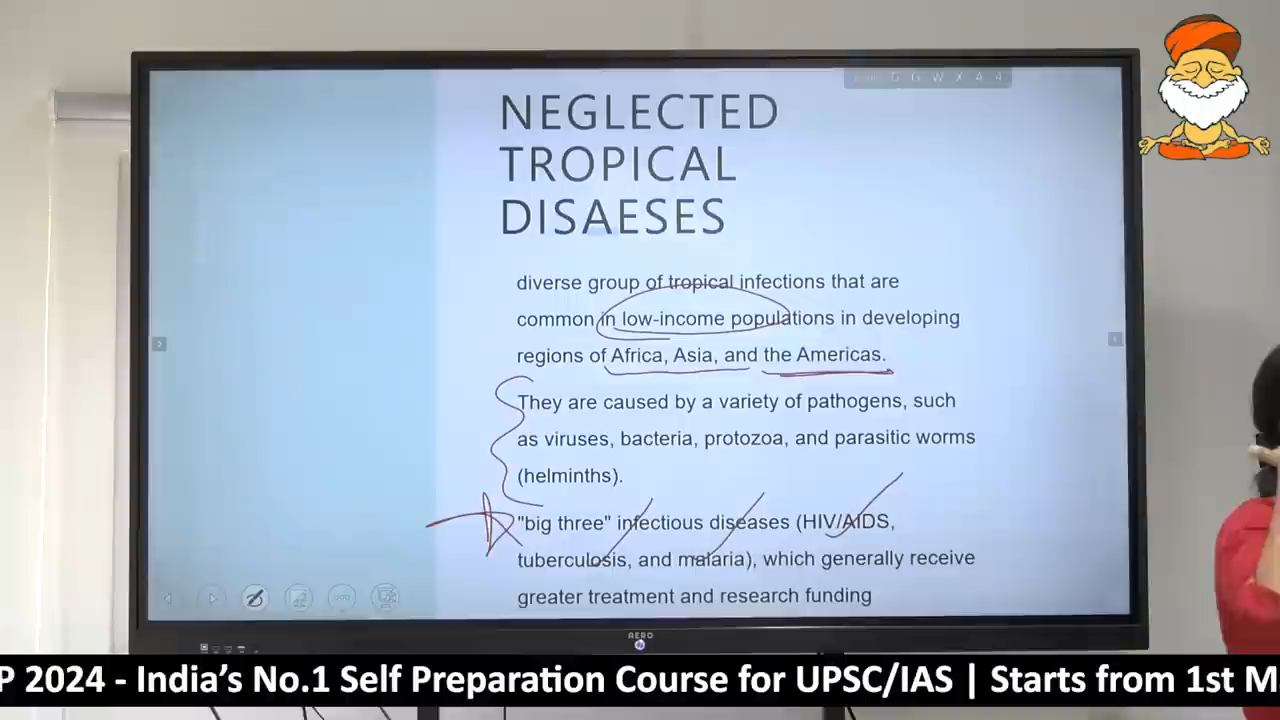 G G W X A 4
NEGLECTED
TROPICAL
DISAESES
diverse group of tropical infections that are
common in low-income populations in developing
regions of Africa, Asia, and the Americas.
They are caused by a variety of pathogens, such
as viruses, bacteria, protozoa, and parasitic worms
(helminths).
"big three" infectious diseases (HIV/AIDS,
tuberculosis, and malaria), which generally receive
greater treatment and research funding
AERO
P 2024 - India’s No.1 Self Preparation Course for UPSC/IAS | Starts from 1st M